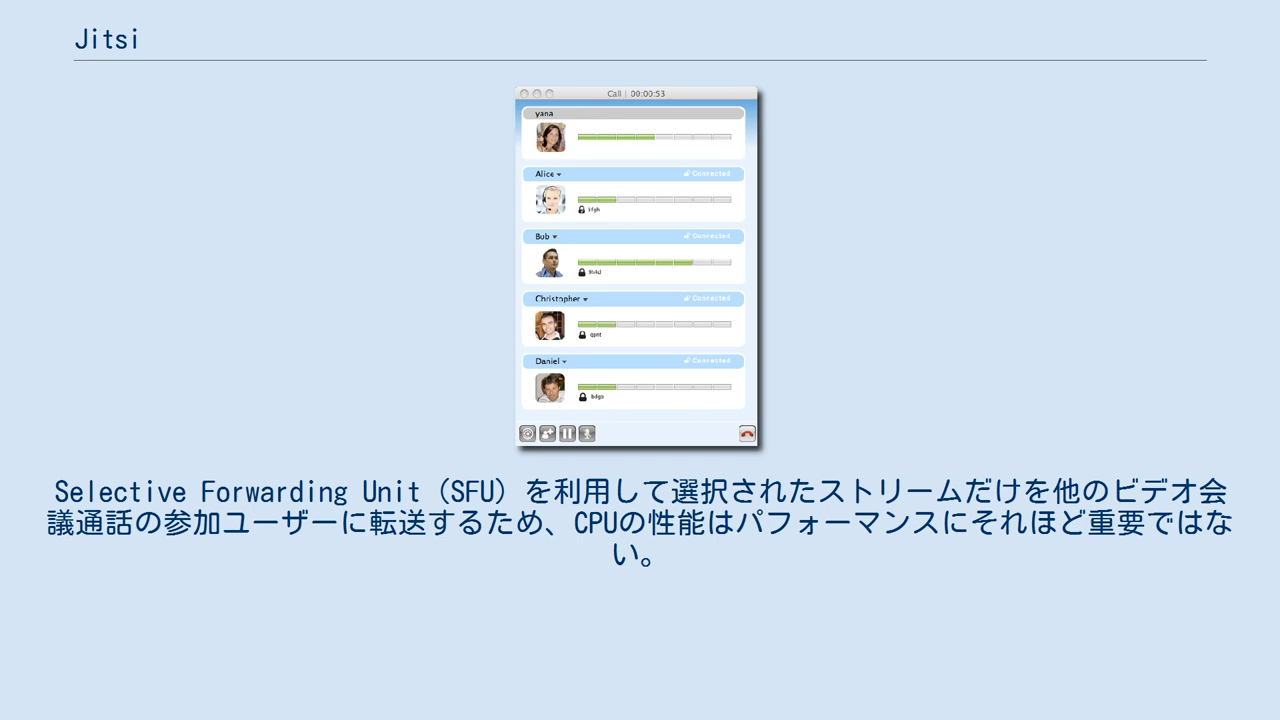 Jitsi
Call | 00:00:53
yana
Alice
Connected
Bob
Connected
Christopher
Connected
qpnt
Daniel
Connected
Selective Forwarding Unit (SFU) を利用して選択されたストリームだけを他のビデオ会
議通話の参加ユーザーに転送するため、CPUの性能はパフォーマンスにそれほど重要ではな
い。